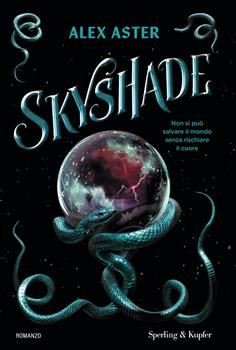 ALEX ASTER
SKYSHADE
Non si può
salvare il mondo
senza rischiare
il cuore
ROMANZO
Sperling & Kupfer